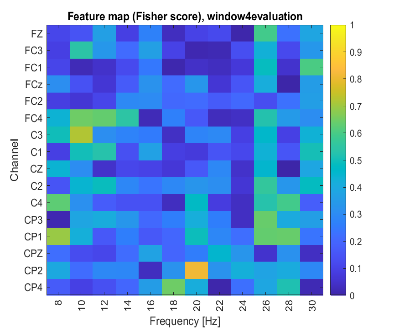 Feature map (Fisher score), window4evaluation
Channel
FZ
FC3
FC1
FCz
FC2
FC4
C3
C1
CZ
C2
C4
CP3
CP1
CPZ
CP2
CP4
8 10 12 14 16 18 20 22 24 26 28 30
Frequency [Hz]
1
0.9
0.8
0.7
0.6
0.5
0.4
0.3
0.2
0.1
0